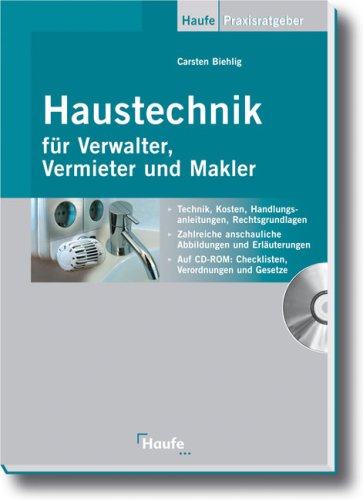 Haufe Praxisratgeber
Carsten Biehlig
Haustechnik
für Verwalter,
Vermieter und Makler
Technik, Kosten, Handlungs-
anleitungen, Rechtsgrundlagen
Zahlreiche anschauliche
Abbildungen und Erläuterungen
Auf CD-ROM: Checklisten,
Verordnungen und Gesetze
Haufe